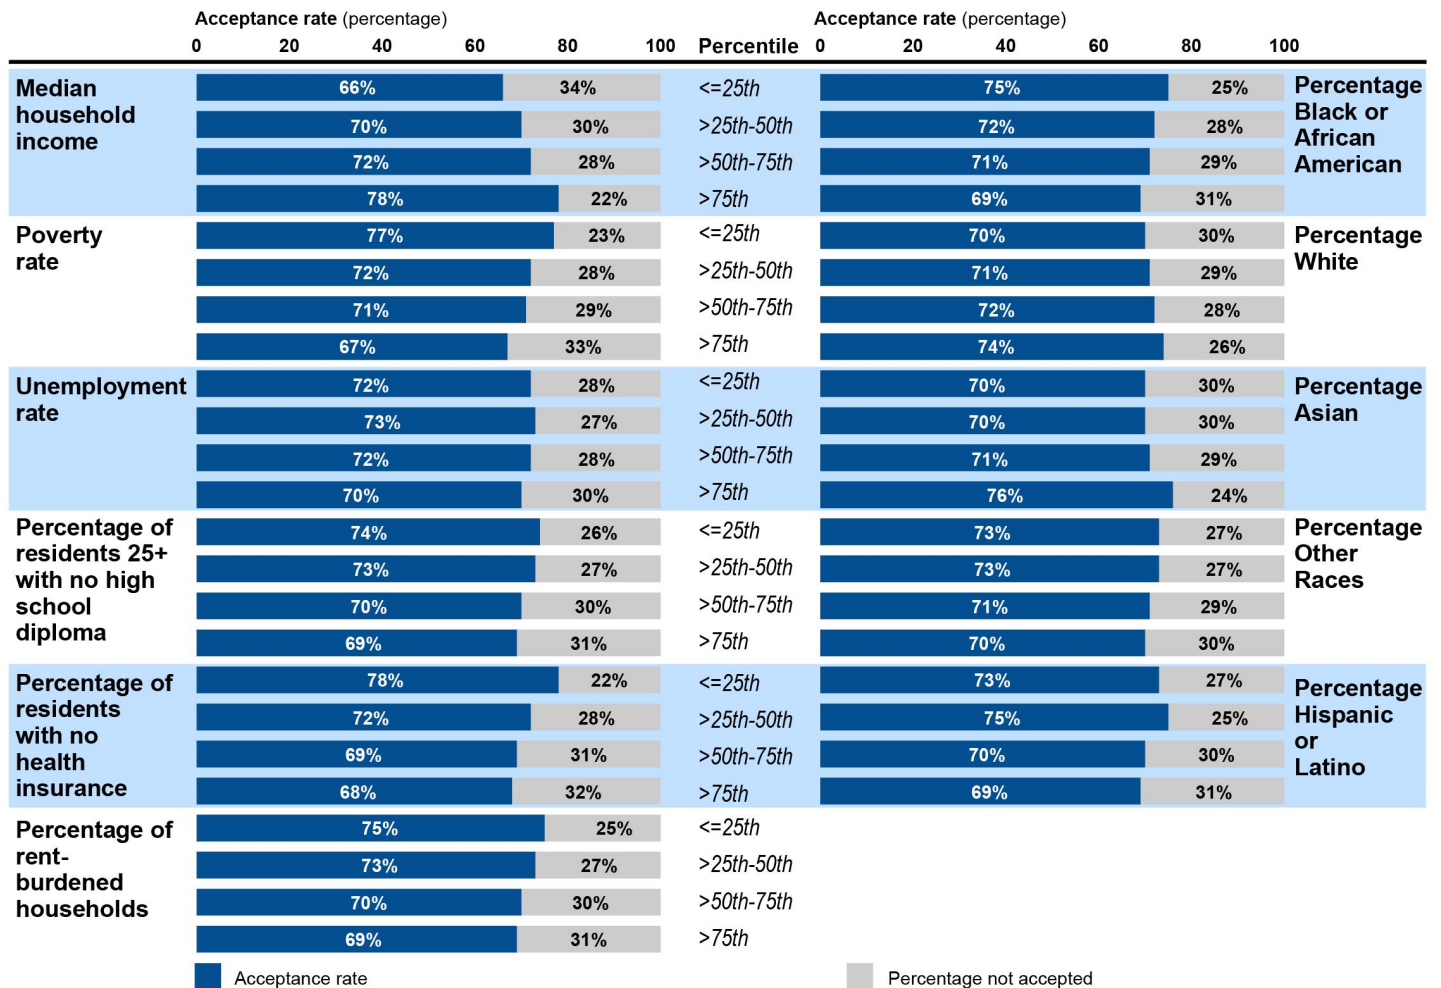 Acceptance rate (percentage) Acceptance rate (percentage)
0 20 40 60 80 100 Percentile 0 20 40 60 80 100
Median
household
income
66% 34% <=25th 75% 25%
70% 30% >25th-50th 72% 28%
72% 28% >50th-75th 71% 29%
78% 22% >75th 69% 31%
Percentage
Black or
African
American
Poverty
rate
77% 23% <=25th 70% 30%
72% 28% >25th-50th 71% 29%
71% 29% >50th-75th 72% 28%
67% 33% >75th 74% 26%
Percentage
White
Unemployment
rate
72% 28% <=25th 70% 30%
73% 27% >25th-50th 70% 30%
72% 28% >50th-75th 71% 29%
70% 30% >75th 76% 24%
Percentage
Asian
Percentage of
residents 25+
with no high
school
diploma
74% 26% <=25th 73% 27%
73% 27% >25th-50th 73% 27%
70% 30% >50th-75th 71% 29%
69% 31% >75th 70% 30%
Percentage
Other
Races
Percentage of
residents
with no
health
insurance
78% 22% <=25th 73% 27%
72% 28% >25th-50th 75% 25%
69% 31% >50th-75th 70% 30%
68% 32% >75th 69% 31%
Percentage
Hispanic
or
Latino
Percentage of
rent-
burdened
households
75% 25% <=25th
73% 27% >25th-50th
70% 30% >50th-75th
69% 31% >75th
Acceptance rate Percentage not accepted